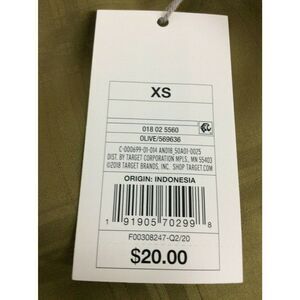 XS
018 02 5560
OLIVE/569636
C-000699-01-014 AN018_50A01-0025
DIST. BY TARGET CORPORATION MPLS., MN 55403
©2018 TARGET BRANDS, INC. SHOP TARGET.COM
ORIGIN: INDONESIA
1 91905 70299 8
F00308247-Q2/20
$20.00